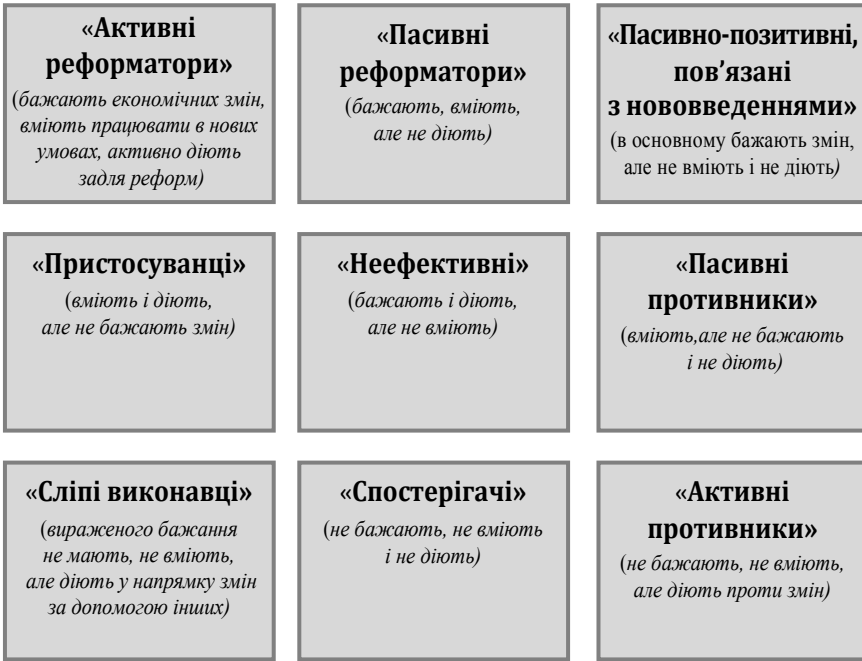 «Активні
реформатори»
(бажають економічних змін,
вміють працювати в нових
умовах, активно діють
задля реформ)
«Пасивні
реформатори»
(бажають, вміють,
але не діють)
«Пасивно-позитивні,
пов’язані
з нововведеннями»
(в основному бажають змін,
але не вміють і не діють)
«Пристосуванці»
(вміють і діють,
але не бажають змін)
«Неефективні»
(бажають і діють,
але не вміють)
«Пасивні
противники»
(вміють,але не бажають
і не діють)
«Сліпі виконавці»
(вираженого бажання
не мають, не вміють,
але діють у напрямку змін
за допомогою інших)
«Спостерігачі»
(не бажають, не вміють
і не діють)
«Активні
противники»
(не бажають, не вміють,
але діють проти змін)